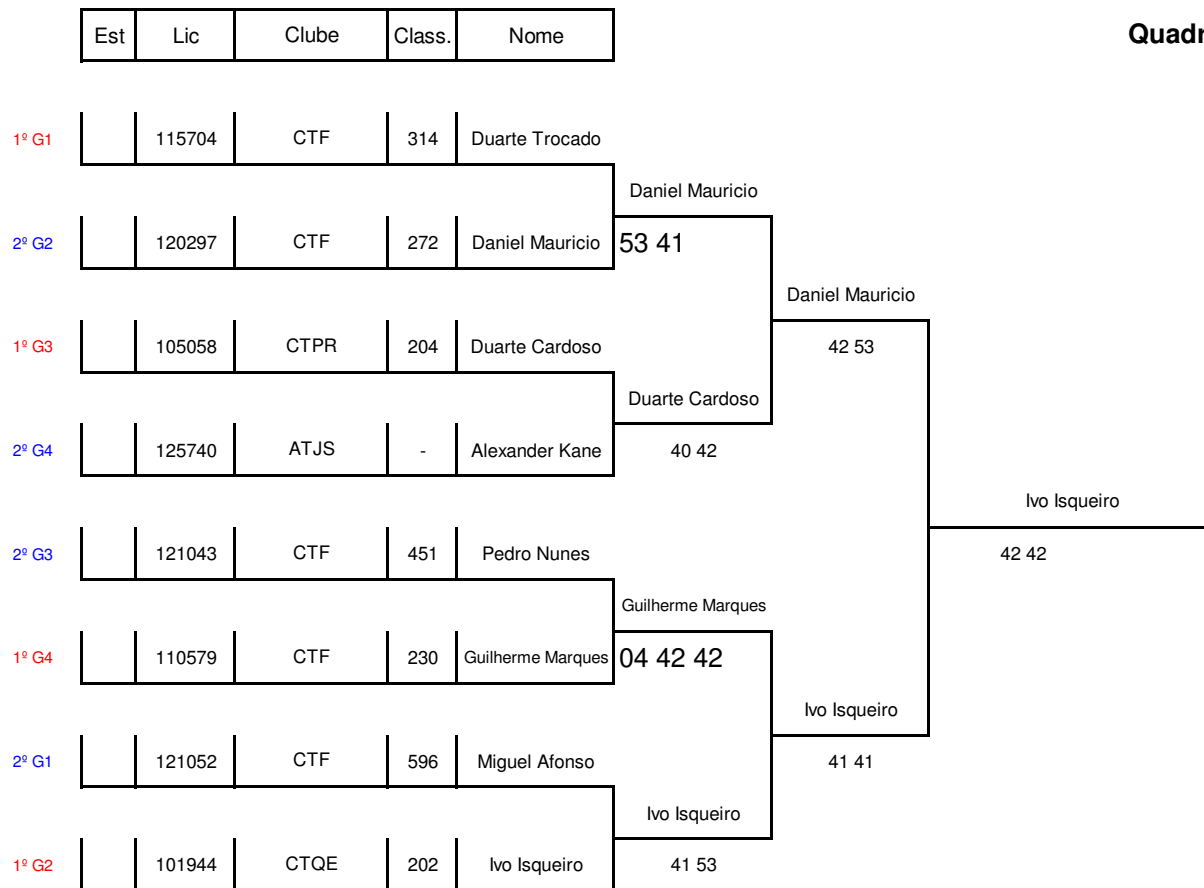 Est Lic Clube Class. Nome
Quadr
1º G1 115704 CTF 314 Duarte Trocado
Daniel Mauricio
2º G2 120297 CTF 272 Daniel Mauricio 53 41
Daniel Mauricio
1º G3 105058 CTPR 204 Duarte Cardoso 42 53
Duarte Cardoso
2º G4 125740 ATJS - Alexander Kane 40 42
Ivo Isqueiro
2º G3 121043 CTF 451 Pedro Nunes 42 42
Guilherme Marques
1º G4 110579 CTF 230 Guilherme Marques 04 42 42
Ivo Isqueiro
2º G1 121052 CTF 596 Miguel Afonso 41 41
Ivo Isqueiro
1º G2 101944 CTQE 202 Ivo Isqueiro 41 53